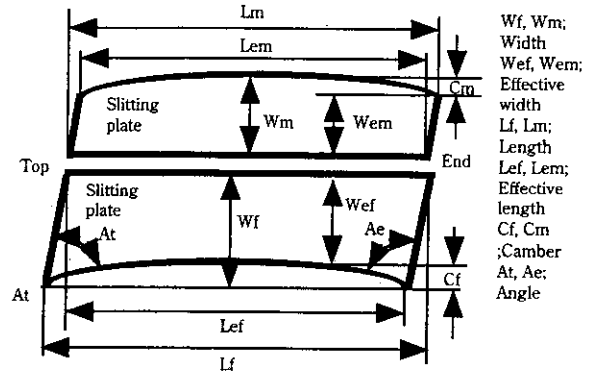 Lm
Lem
Cm
Slitting
plate
Wm
Wem
Top
End
Slitting
plate
Wf
Wef
At
Ae
At
Cf
Lef
Lf
Wf, Wm;
Width
Wef, Wem;
Effective
width
Lf, Lm;
Length
Lef, Lem;
Effective
length
Cf, Cm
;Camber
At, Ae;
Angle